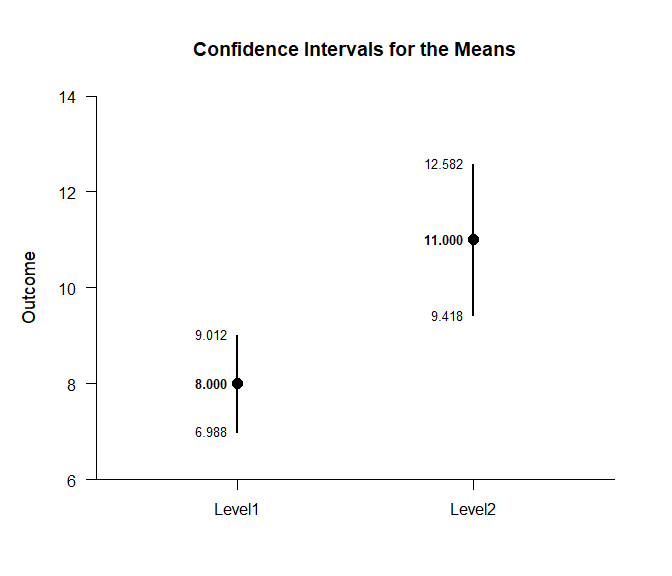 Confidence Intervals for the Means
14
12
10
8
6
Outcome
12.582
11.000
9.418
9.012
8.000
6.988
Level1
Level2